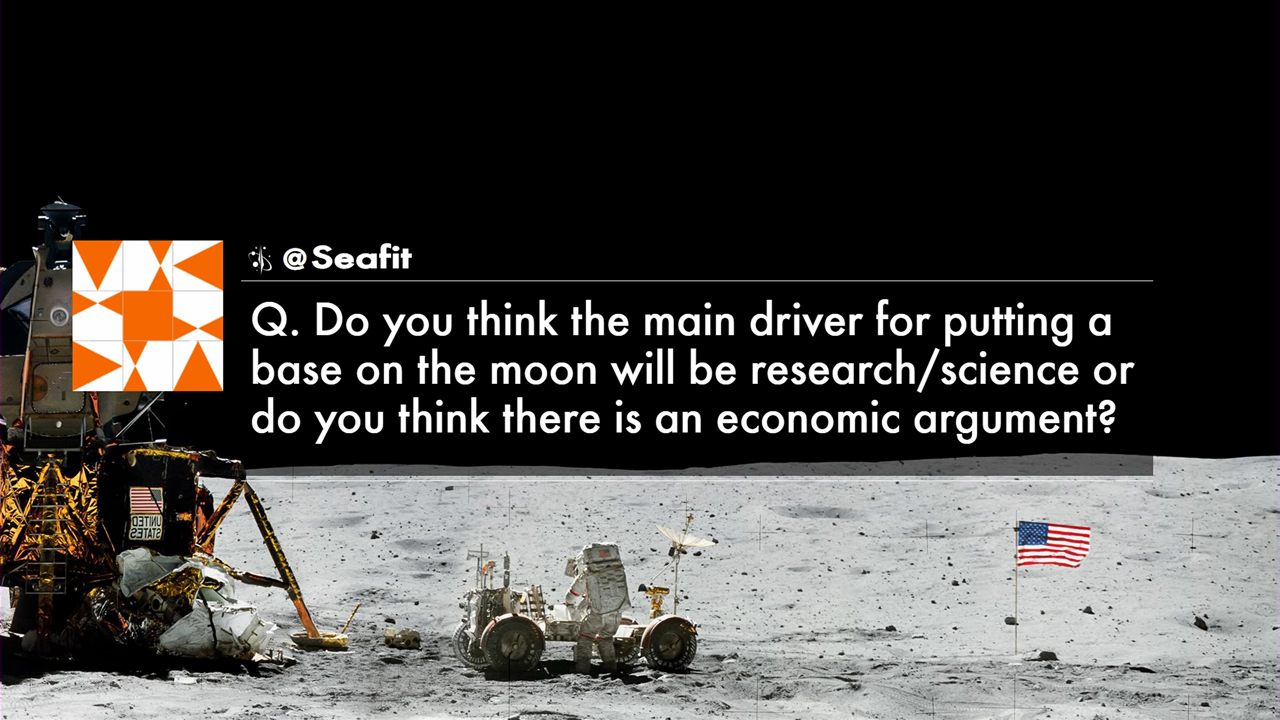 @Seafit
Q. Do you think the main driver for putting a
base on the moon will be research/science or
do you think there is an economic argument?
UNITED
STATES